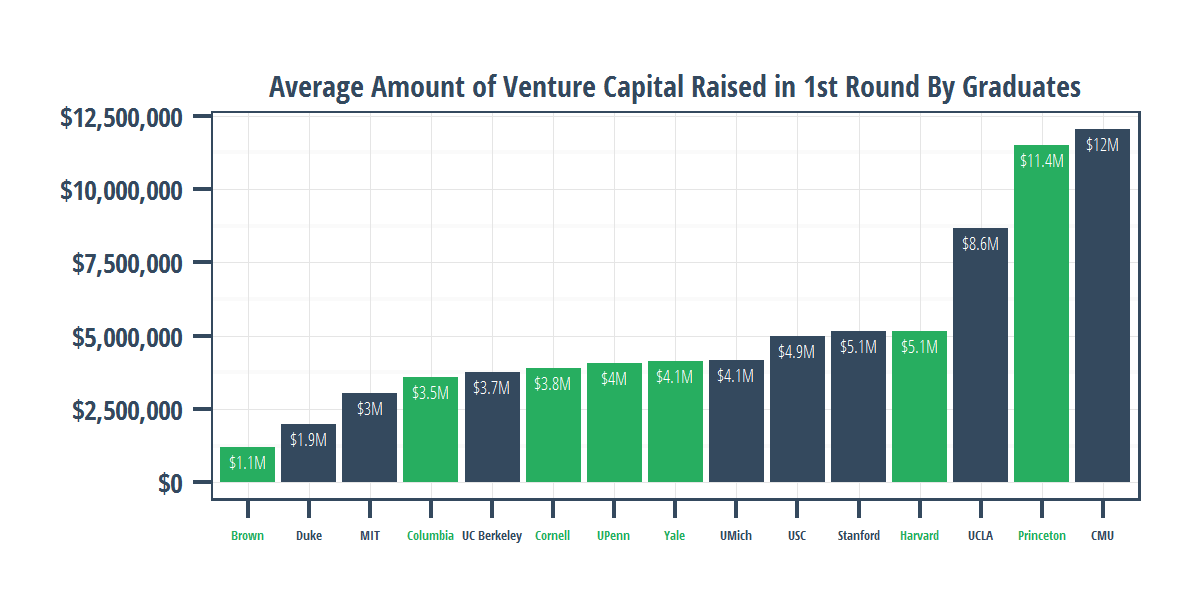 Average Amount of Venture Capital Raised in 1st Round By Graduates
$12,500,000
$10,000,000
$7,500,000
$5,000,000
$2,500,000
$0
$1.1M
$1.9M
$3M
$3.5M
$3.7M
$3.8M
$4M
$4.1M
$4.1M
$4.9M
$5.1M
$5.1M
$8.6M
$11.4M
$12M
Brown Duke MIT Columbia UC Berkeley Cornell UPenn Yale UMich USC Stanford Harvard UCLA Princeton CMU